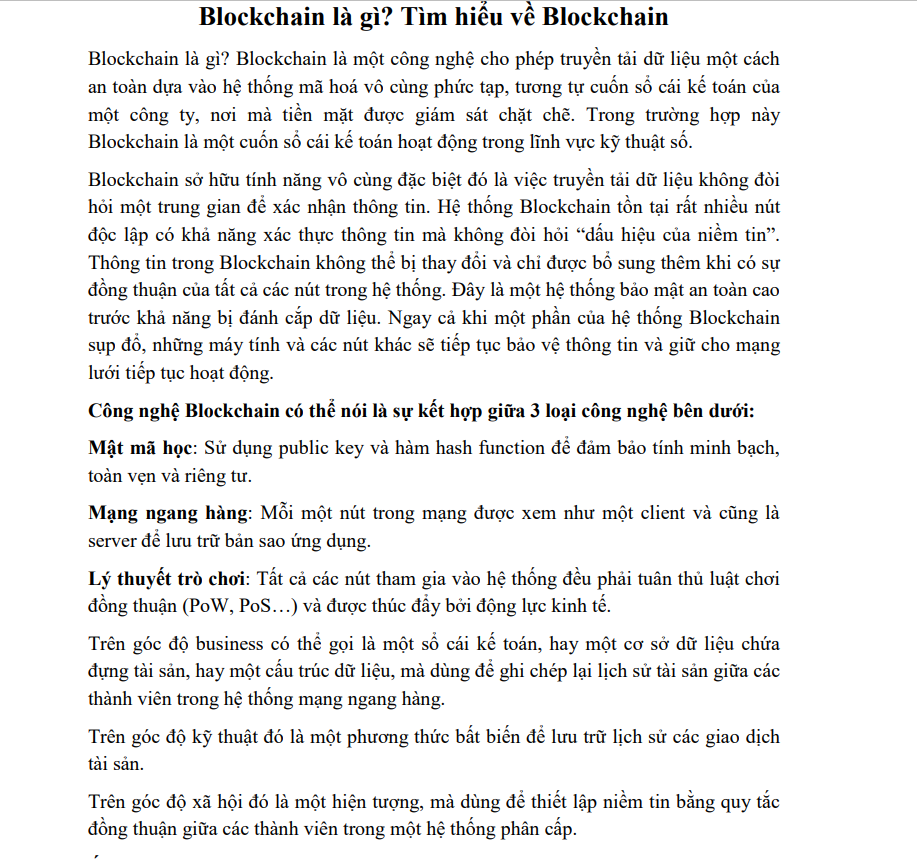 Blockchain là gì? Tìm hiểu về Blockchain
Blockchain là gì? Blockchain là một công nghệ cho phép truyền tải dữ liệu một cách
an toàn dựa vào hệ thống mã hoá vô cùng phức tạp, tương tự cuốn sổ cái kế toán của
một công ty, nơi mà tiền mặt được giám sát chặt chẽ. Trong trường hợp này
Blockchain là một cuốn sổ cái kế toán hoạt động trong lĩnh vực kỹ thuật số.
Blockchain sở hữu tính năng vô cùng đặc biệt đó là việc truyền tải dữ liệu không đòi
hỏi một trung gian để xác nhận thông tin. Hệ thống Blockchain tồn tại rất nhiều nút
độc lập có khả năng xác thực thông tin mà không đòi hỏi “dấu hiệu của niềm tin”.
Thông tin trong Blockchain không thể bị thay đổi và chỉ được bổ sung thêm khi có sự
đồng thuận của tất cả các nút trong hệ thống. Đây là một hệ thống bảo mật an toàn cao
trước khả năng bị đánh cắp dữ liệu. Ngay cả khi một phần của hệ thống Blockchain
sụp đổ, những máy tính và các nút khác sẽ tiếp tục bảo vệ thông tin và giữ cho mạng
lưới tiếp tục hoạt động.
Công nghệ Blockchain có thể nói là sự kết hợp giữa 3 loại công nghệ bên dưới:
Mật mã học: Sử dụng public key và hàm hash function để đảm bảo tính minh bạch,
toàn vẹn và riêng tư.
Mạng ngang hàng: Mỗi một nút trong mạng được xem như một client và cũng là
server để lưu trữ bản sao ứng dụng.
Lý thuyết trò chơi: Tất cả các nút tham gia vào hệ thống đều phải tuân thủ luật chơi
đồng thuận (PoW, PoS…) và được thúc đẩy bởi động lực kinh tế.
Trên góc độ business có thể gọi là một sổ cái kế toán, hay một cơ sở dữ liệu chứa
đựng tài sản, hay một cấu trúc dữ liệu, mà dùng để ghi chép lại lịch sử tài sản giữa các
thành viên trong hệ thống mạng ngang hàng.
Trên góc độ kỹ thuật đó là một phương thức bất biến để lưu trữ lịch sử các giao dịch
tài sản.
Trên góc độ xã hội đó là một hiện tượng, mà dùng để thiết lập niềm tin bằng quy tắc
đồng thuận giữa các thành viên trong một hệ thống phân cấp.